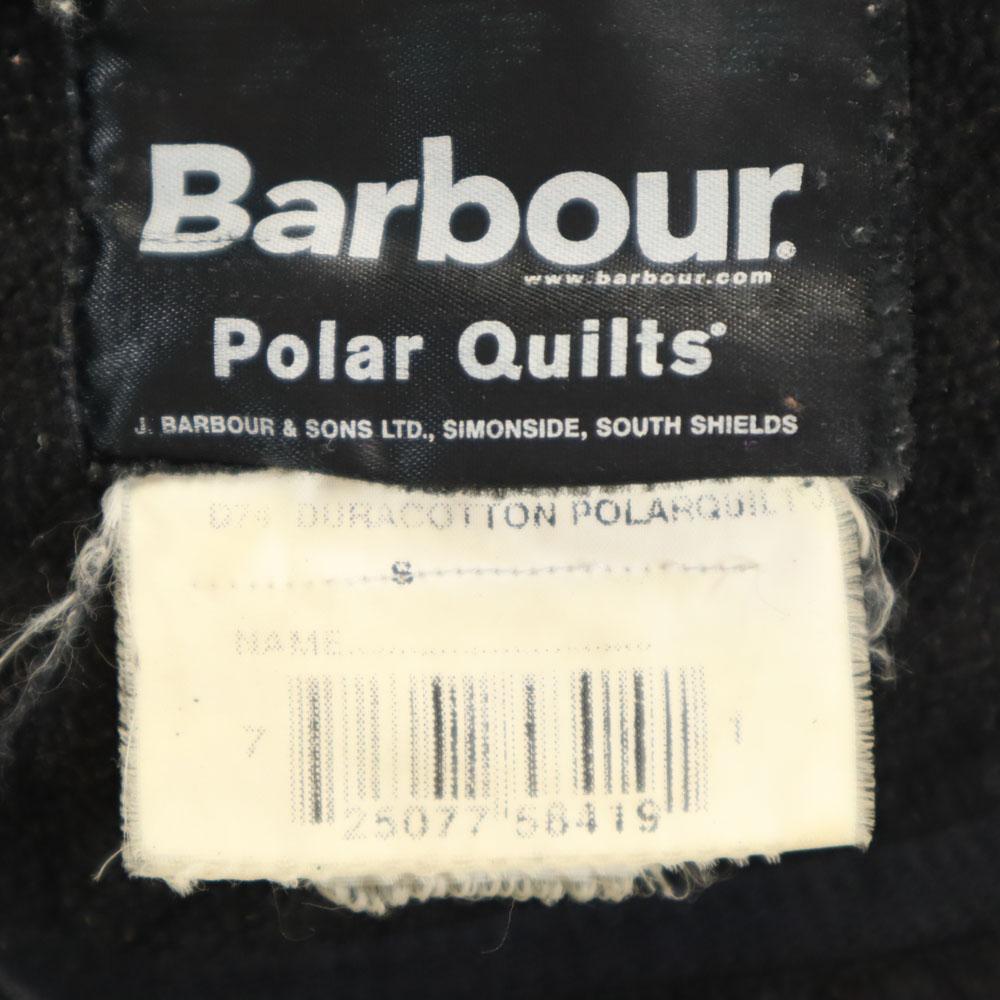 Barbour.
www.barbour.com
Polar Quilts
J. BARBOUR & SONS LTD., SIMONSIDE, SOUTH SHIELDS
DURACOTTON POLARQUILT
S
NAME
7 25077 58419 1